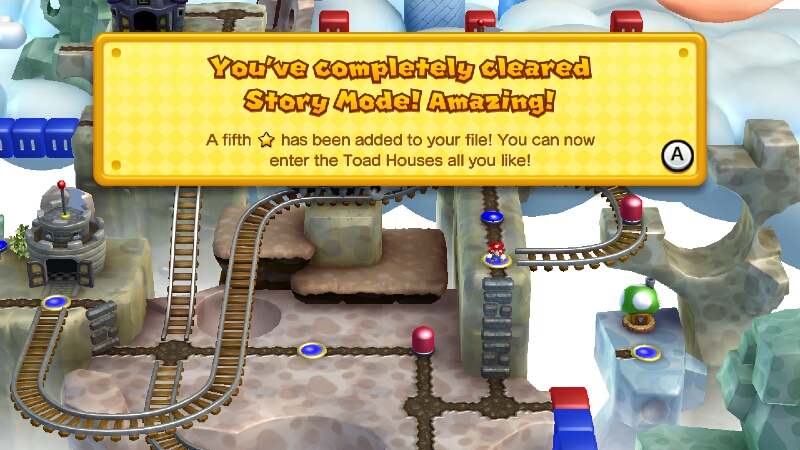 You've completely cleared
Story Mode! Amazing!
A fifth ⭐ has been added to your file! You can now
enter the Toad Houses all you like!
A